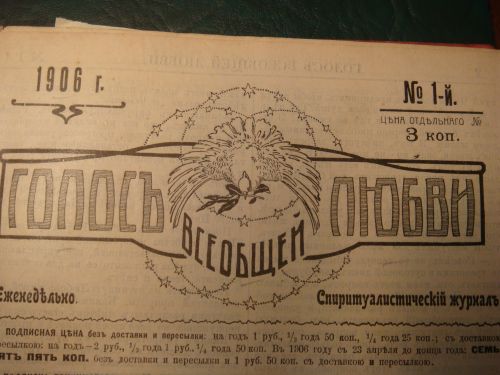 1906 г.
№ 1-й.
ЦѢНА ОТДѢЛЬНАГО №
3 коп.
ГОЛОСЪ ВСЕОБЩЕЙ ЛЮБВИ
Еженедѣльно.
Спиритуалистическій журналъ
ПОДПИСНАЯ ЦѢНА безъ доставки и пересылки: на годъ 1 руб., 1/2 года 50 коп., 1/4 года 25 коп.; съ доставкою
пересылкою: на годъ—2 руб., 1/2 года 1 руб., 1/4 года 50 коп. Въ 1906 году съ 23 апрѣля до конца года: СЕМЬ
ЯТЪ ПЯТЬ КОП. безъ доставки и пересылки и 1 руб. 50 коп. съ доставкою и пересылкою.